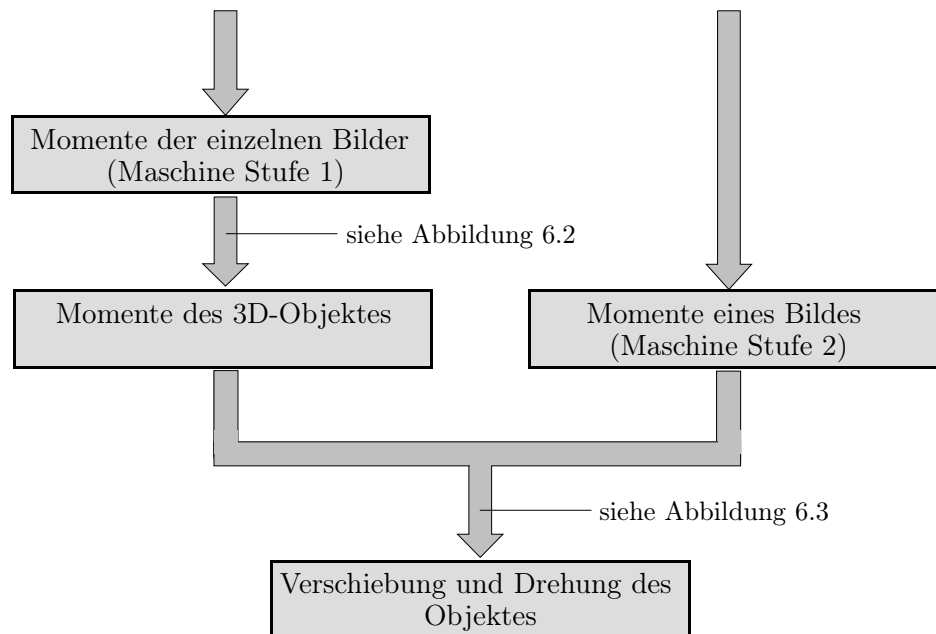 Momente der einzelnen Bilder
(Maschine Stufe 1)
siehe Abbildung 6.2
Momente des 3D-Objektes
Momente eines Bildes
(Maschine Stufe 2)
siehe Abbildung 6.3
Verschiebung und Drehung des
Objektes